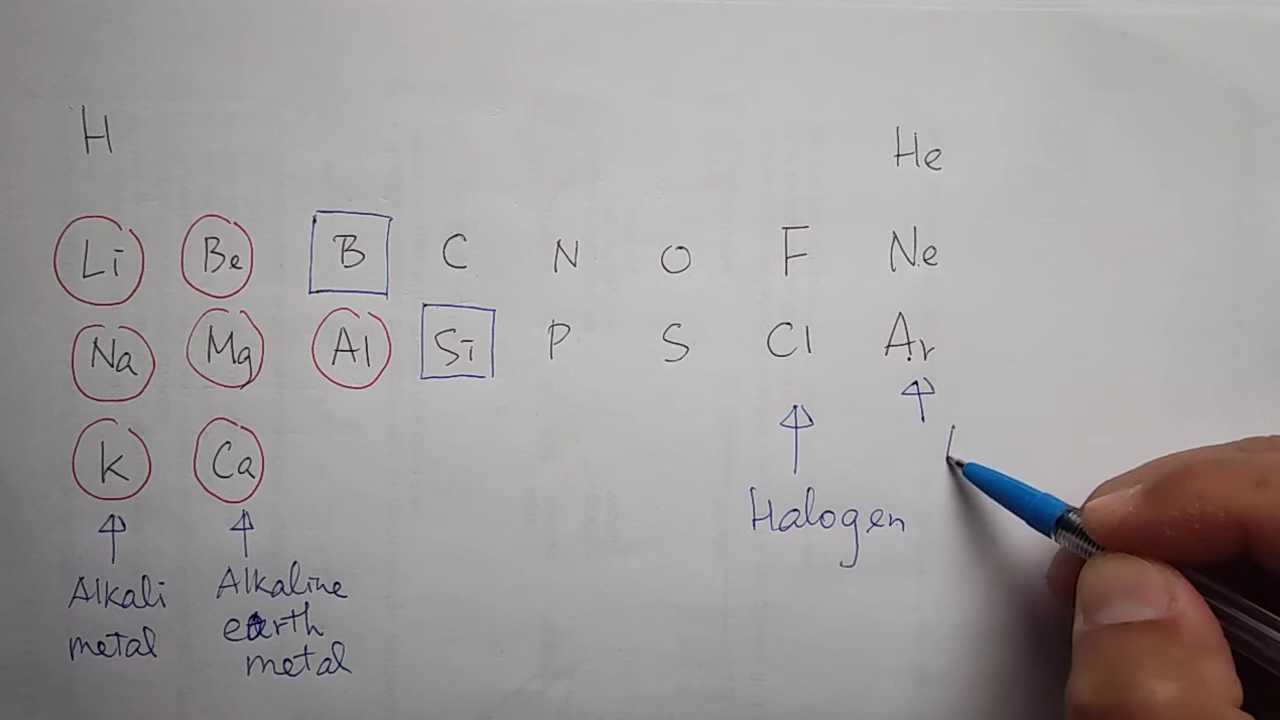 H He
Li Be B C N O F Ne
Na Mg Al Si P S Cl Ar
K Ca
Halogen
Alkali
metal
Alkaline
earth
metal